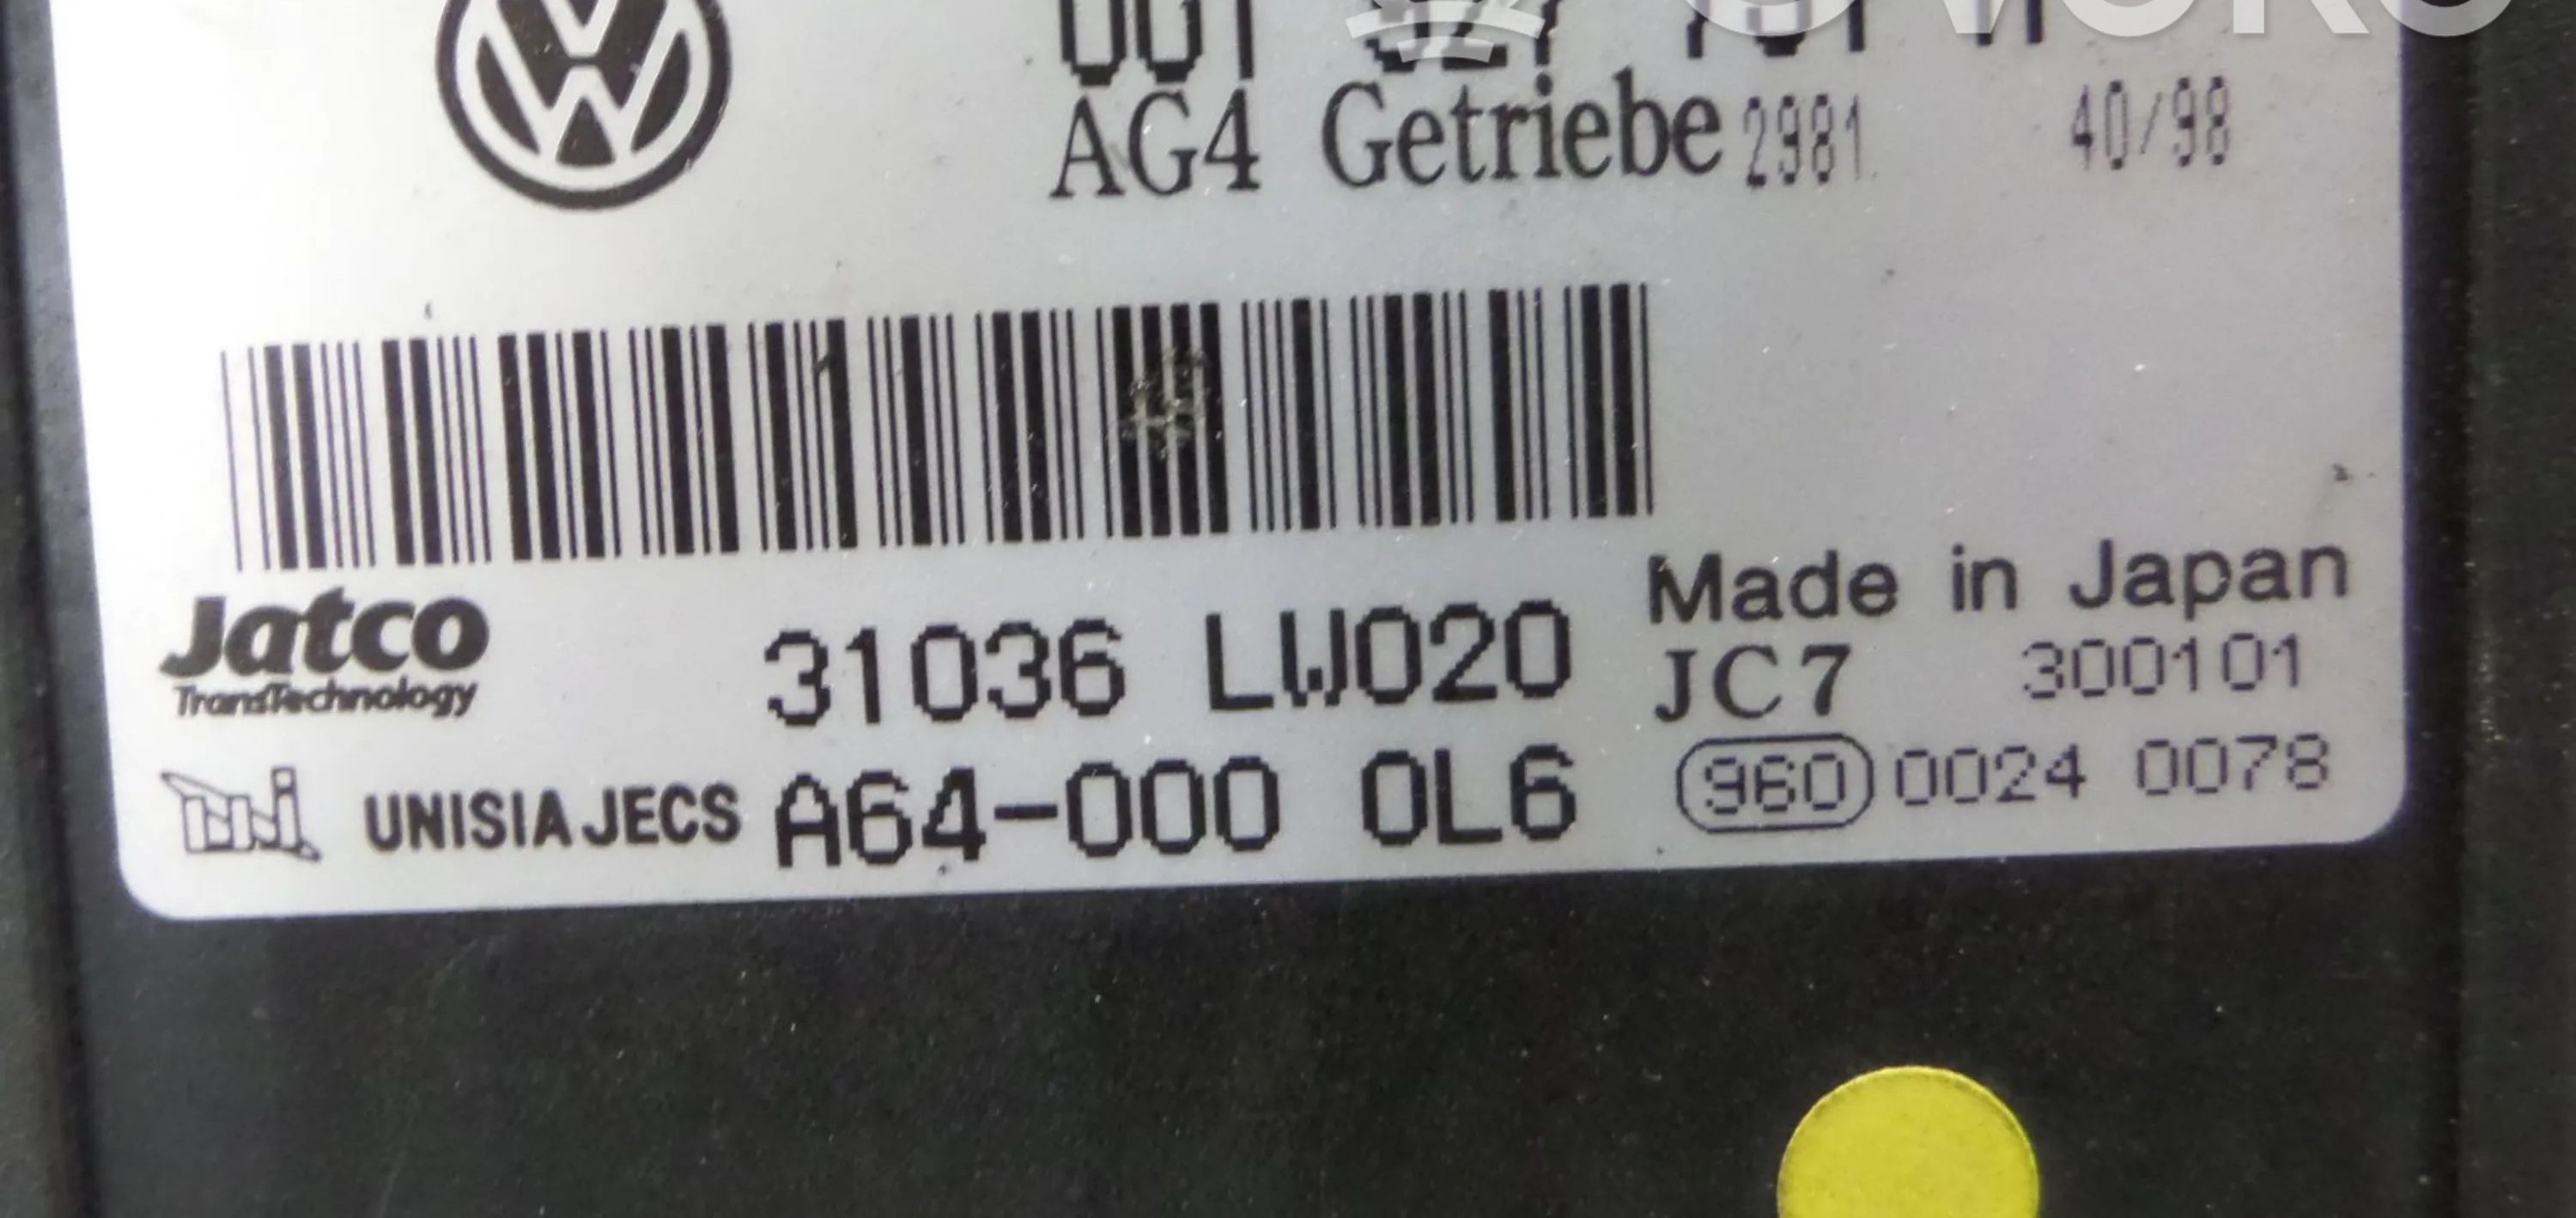 AG4 Getriebe 2981 40/98
Jatco
TransTechnology
31036 LW020
Made in Japan
JC7 300101
UNISIA JECS A64-000 0L6
960 0024 0078